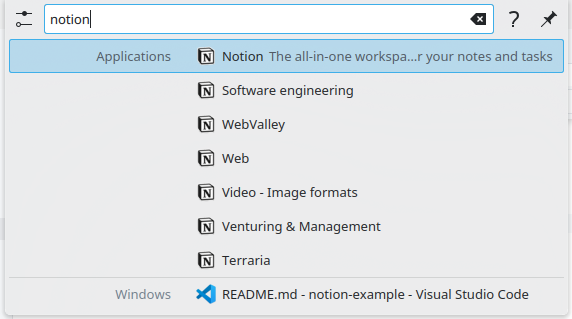 notion
?
Applications Notion The all-in-one workspa...r your notes and tasks
Software engineering
WebValley
Web
Video - Image formats
Venturing & Management
Terraria
Windows README.md - notion-example - Visual Studio Code